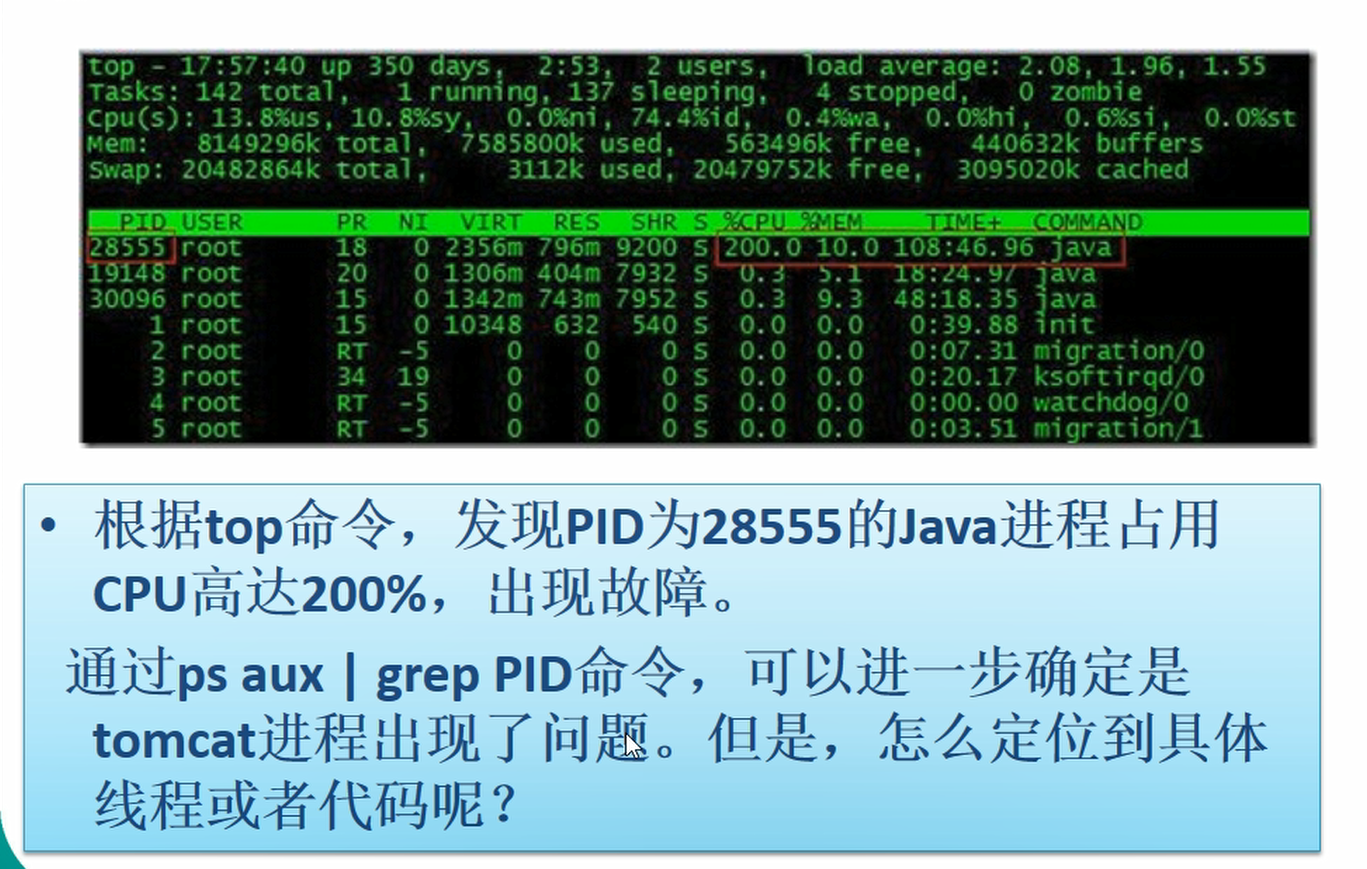 top - 17:57:40 up 350 days,  2:53,  2 users,  load average: 2.08, 1.96, 1.55
Tasks: 142 total,   1 running, 137 sleeping,   4 stopped,   0 zombie
Cpu(s): 13.8%us, 10.8%sy,  0.0%ni, 74.4%id,  0.4%wa,  0.0%hi,  0.6%si,  0.0%st
Mem:   8149296k total,  7585800k used,   563496k free,   440632k buffers
Swap: 20482864k total,     3112k used, 20479752k free,  3095020k cached
PID USER      PR  NI  VIRT  RES  SHR S %CPU %MEM    TIME+  COMMAND
28555 root      18   0 2356m 796m 9200 S 200.0 10.0 108:46.96 java
19148 root      20   0 1306m 404m 7932 S  0.3  5.1  18:24.97 java
30096 root      15   0 1342m 743m 7952 S  0.3  9.3  48:18.35 java
1 root      15   0 10348  632  540 S  0.0  0.0   0:39.88 init
2 root      RT  -5     0    0    0 S  0.0  0.0   0:07.31 migration/0
3 root      34  19     0    0    0 S  0.0  0.0   0:20.17 ksoftirqd/0
4 root      RT  -5     0    0    0 S  0.0  0.0   0:00.00 watchdog/0
5 root      RT  -5     0    0    0 S  0.0  0.0   0:03.51 migration/1
• 根据top命令，发现PID为28555的Java进程占用
CPU高达200%，出现故障。
通过ps aux | grep PID命令，可以进一步确定是
tomcat进程出现了问题。但是，怎么定位到具体
线程或者代码呢？